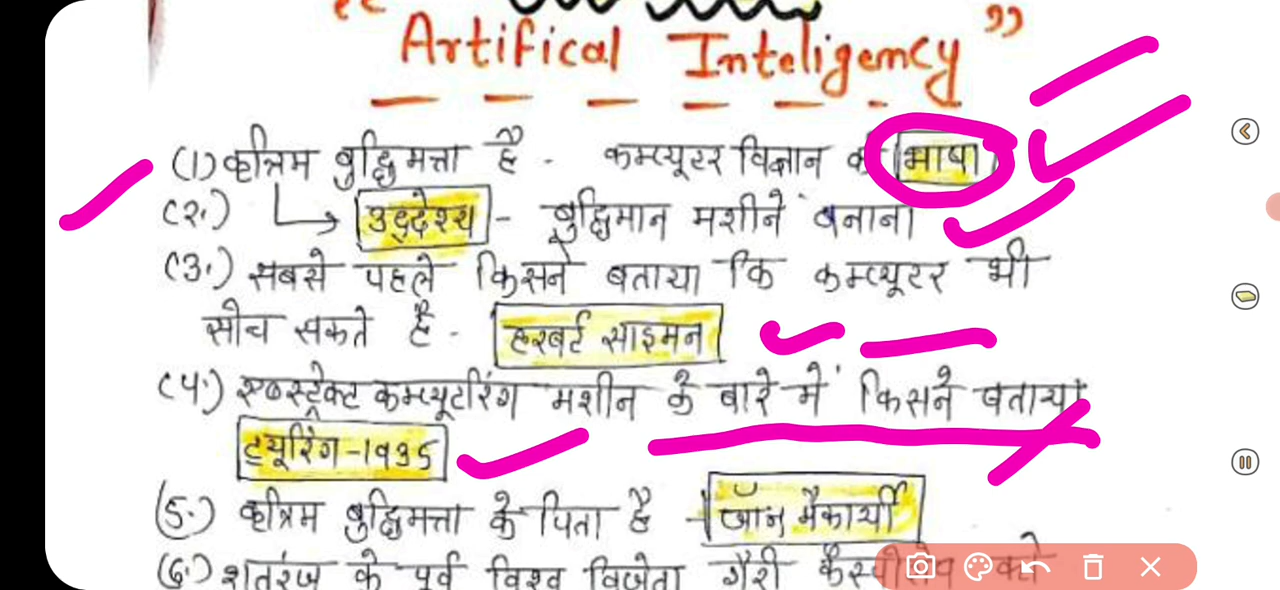 “ Artifical Inteligency ”
(1) कृत्रिम बुद्धिमत्ता है - कम्प्यूटर विज्ञान की भाषा
(2.) उद्देश्य - बुद्धिमान मशीने बनाना
(3.) सबसे पहले किसने बताया कि कम्प्यूटर भी
सोच सकते है - हरबर्ट साइमन
(4.) एब्स्ट्रेक्ट कम्प्यूटरिंग मशीन के बारे में किसने बताया
ट्यूरिंग-1935
(5.) कृत्रिम बुद्धिमत्ता के पिता है - जॉन मैकार्थी
(6.) शतरंज के पूर्व विश्व विजेता गैरी